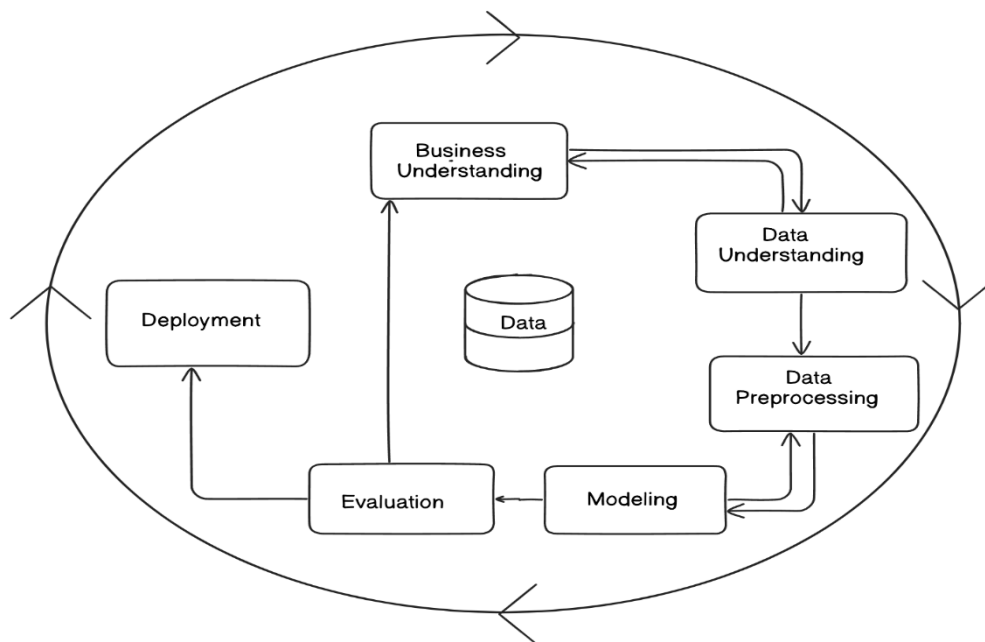 Business
Understanding
Data
Understanding
Deployment
Data
Data
Preprocessing
Evaluation
Modeling